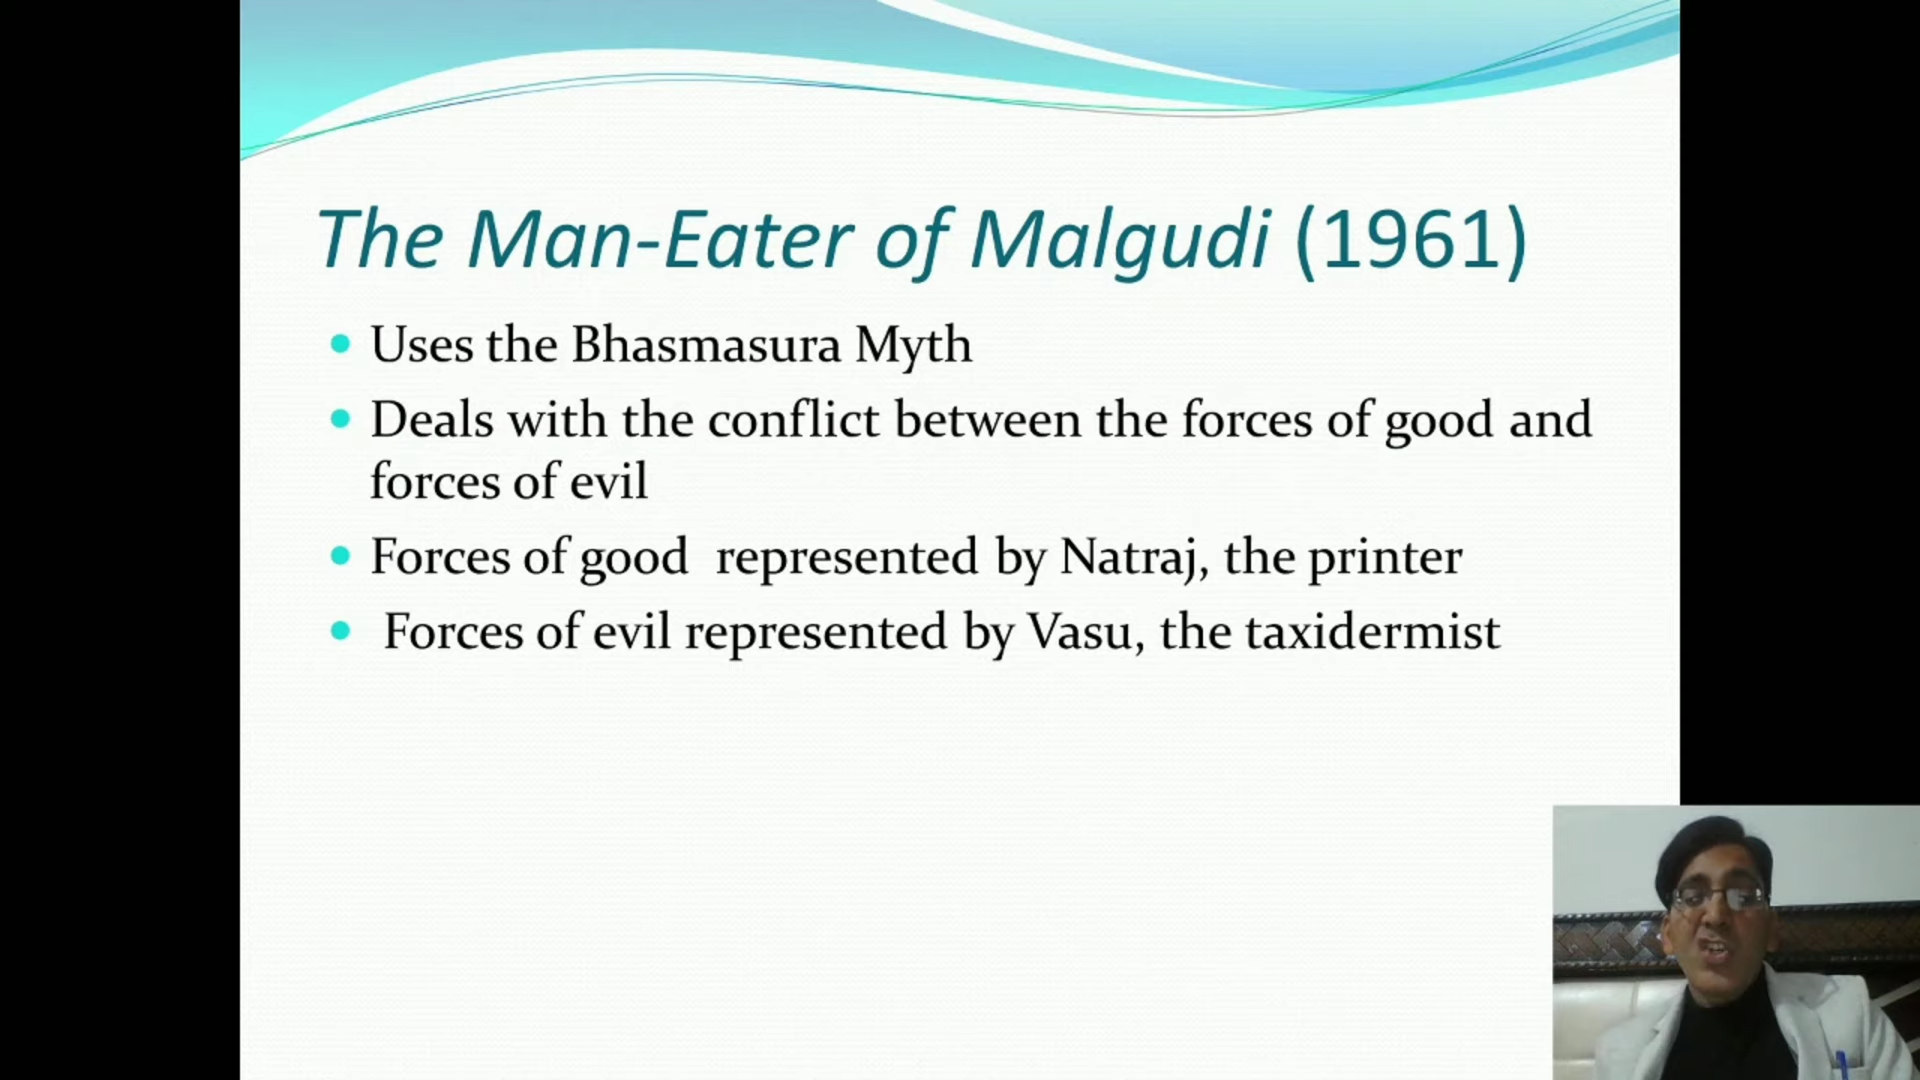 The Man-Eater of Malgudi (1961)
Uses the Bhasmasura Myth
Deals with the conflict between the forces of good and
forces of evil
Forces of good represented by Natraj, the printer
Forces of evil represented by Vasu, the taxidermist